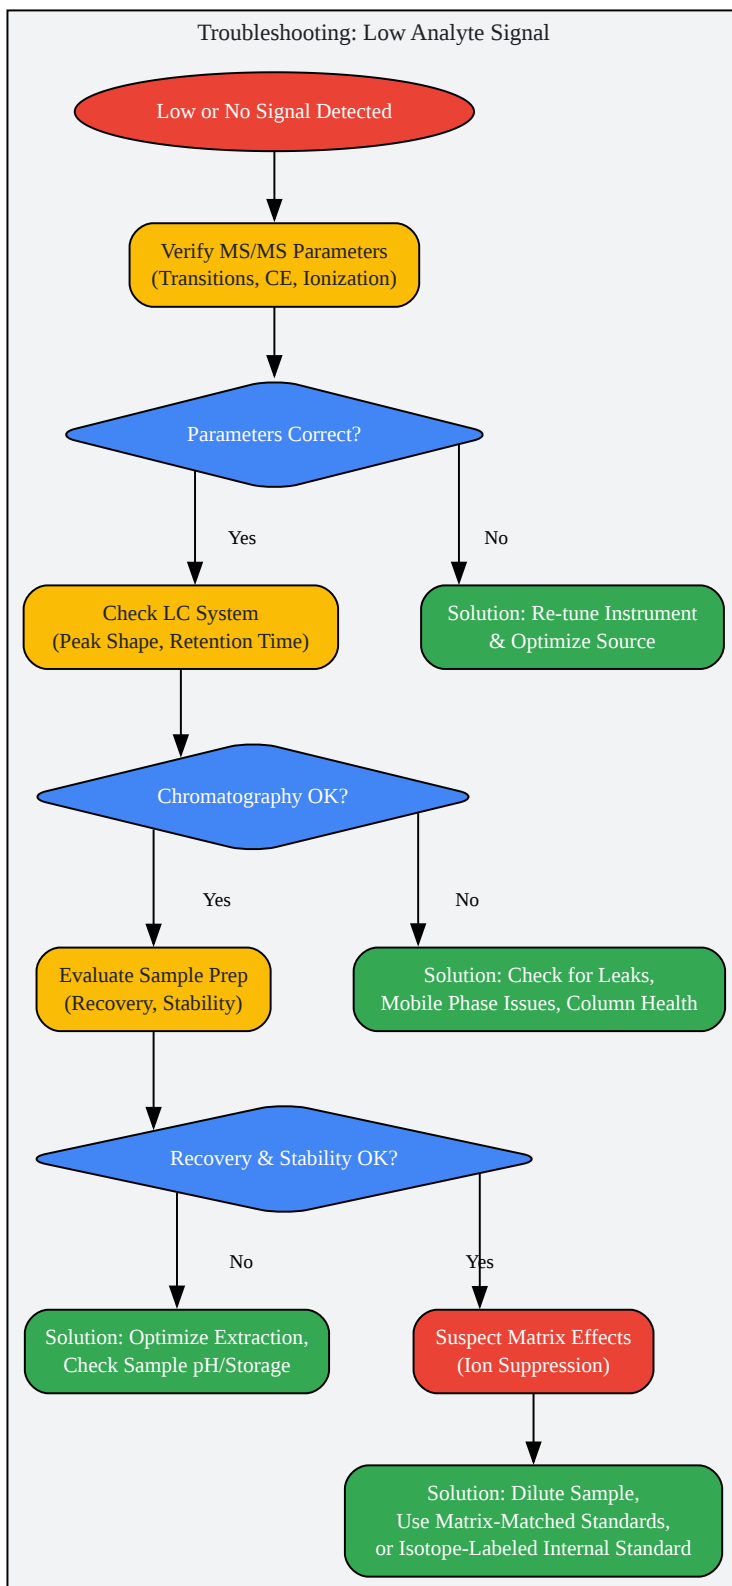 Troubleshooting: Low Analyte Signal
Low or No Signal Detected
Verify MS/MS Parameters
(Transitions, CE, Ionization)
Parameters Correct?
Yes
No
Check LC System
(Peak Shape, Retention Time)
Solution: Re-tune Instrument
& Optimize Source
Chromatography OK?
Yes
No
Evaluate Sample Prep
(Recovery, Stability)
Solution: Check for Leaks,
Mobile Phase Issues, Column Health
Recovery & Stability OK?
No
Yes
Solution: Optimize Extraction,
Check Sample pH/Storage
Suspect Matrix Effects
(Ion Suppression)
Solution: Dilute Sample,
Use Matrix-Matched Standards,
or Isotope-Labeled Internal Standard